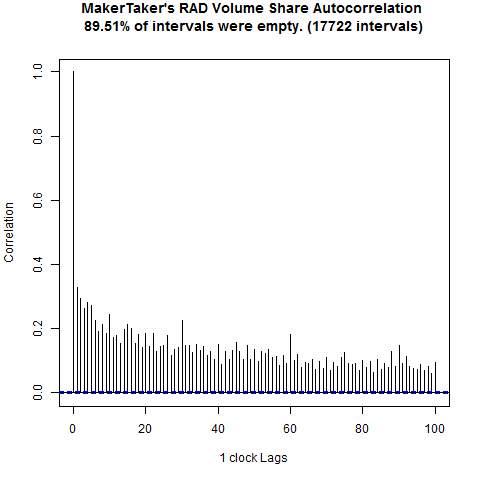 MakerTaker's RAD Volume Share Autocorrelation
89.51% of intervals were empty. (17722 intervals)
1.0
0.8
0.6
0.4
0.2
0.0
Correlation
0 20 40 60 80 100
1 clock Lags